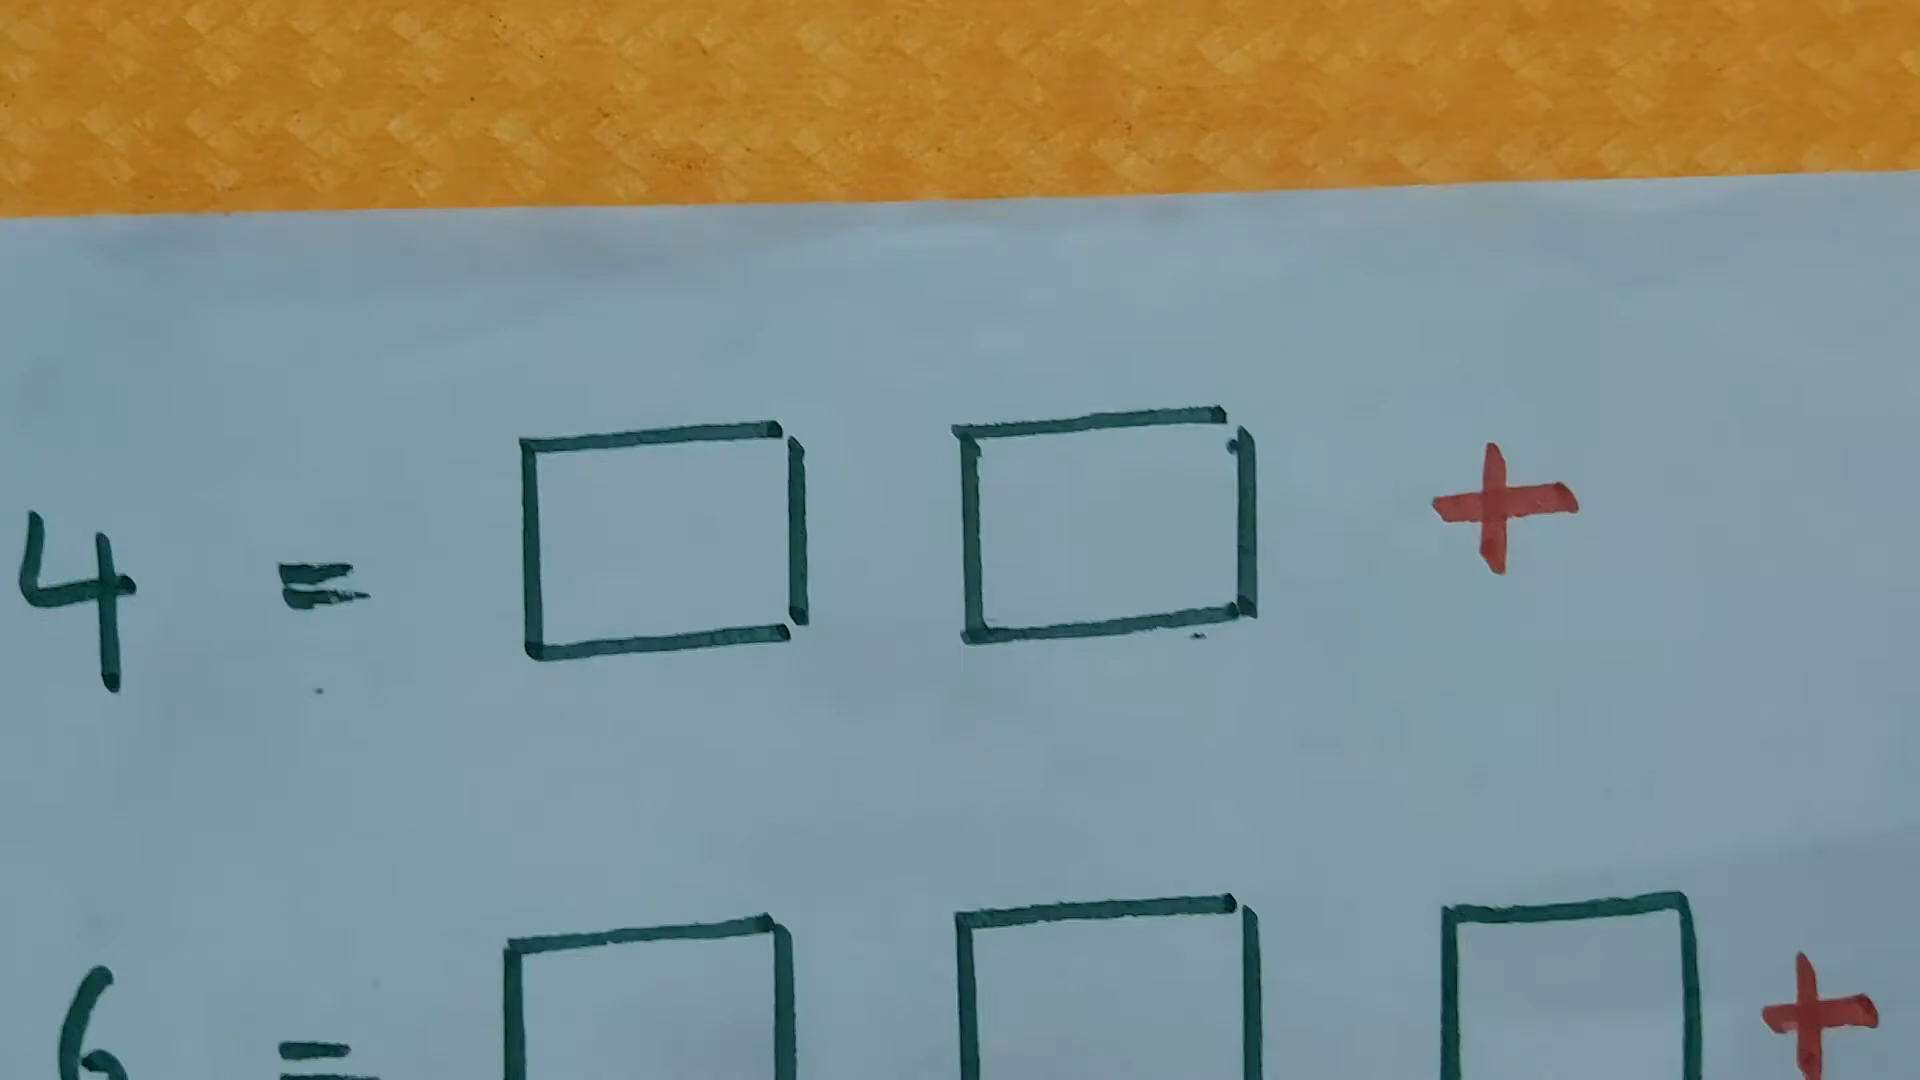 4 = □ □ +
6 = □ □ □ +